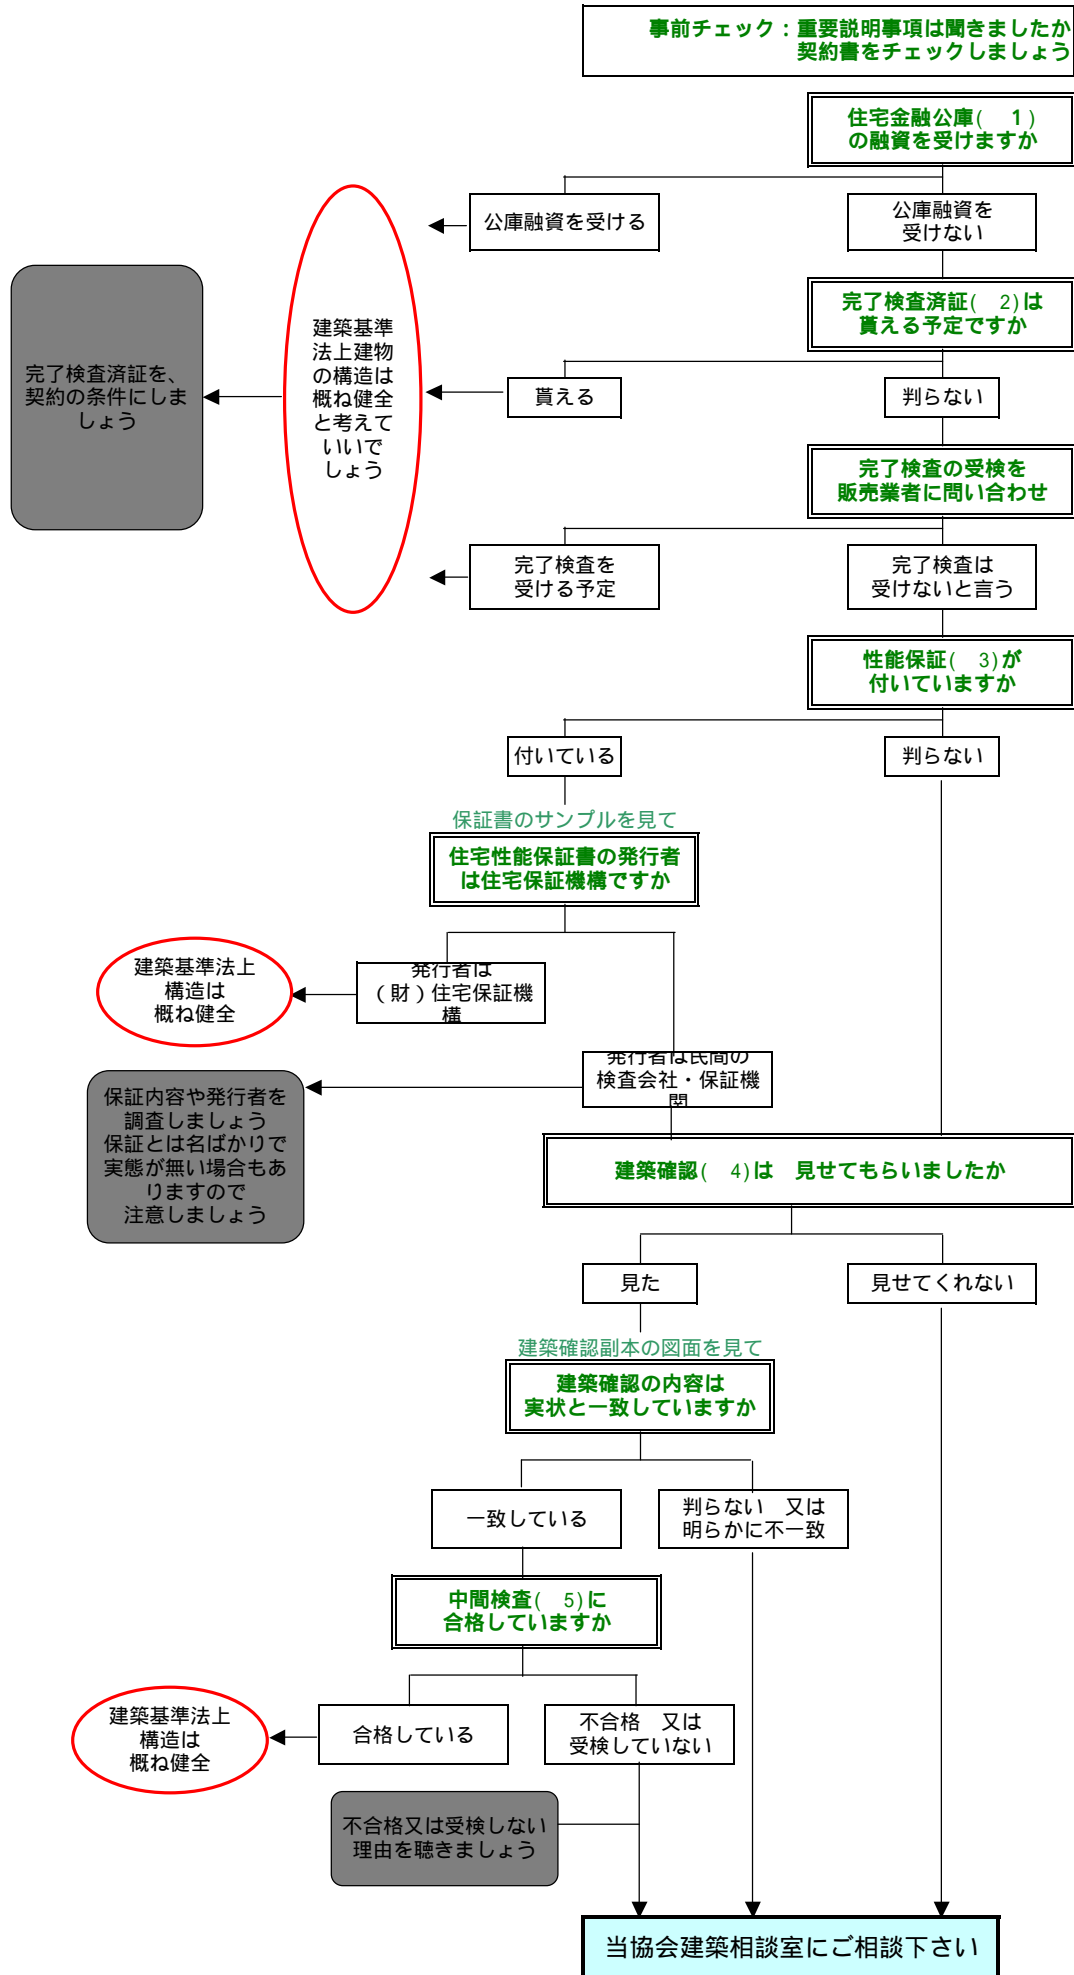 事前チェック：重要説明事項は聞きましたか
契約書をチェックしましょう
住宅金融公庫(　1)
の融資を受けますか
公庫融資を受ける
公庫融資を
受けない
完了検査済証(　2)は
貰える予定ですか
建築基準
法上建物
の構造は
概ね健全
と考えて
いいで
しょう
完了検査済証を、
契約の条件にしま
しょう
貰える
判らない
完了検査の受検を
販売業者に問い合わせ
完了検査を
受ける予定
完了検査は
受けないと言う
性能保証(　3)が
付いていますか
付いている
判らない
保証書のサンプルを見て
住宅性能保証書の発行者
は住宅保証機構ですか
建築基準法上
構造は
概ね健全
発行者は
（財）住宅保証機
構
発行者は民間の
検査会社・保証機
関
保証内容や発行者を
調査しましょう
保証とは名ばかりで
実態が無い場合もあ
りますので
注意しましょう
建築確認(　4)は　見せてもらいましたか
見た
見せてくれない
建築確認副本の図面を見て
建築確認の内容は
実状と一致していますか
一致している
判らない　又は
明らかに不一致
中間検査(　5)に
合格していますか
建築基準法上
構造は
概ね健全
合格している
不合格　又は
受検していない
不合格又は受検しない
理由を聴きましょう
当協会建築相談室にご相談下さい